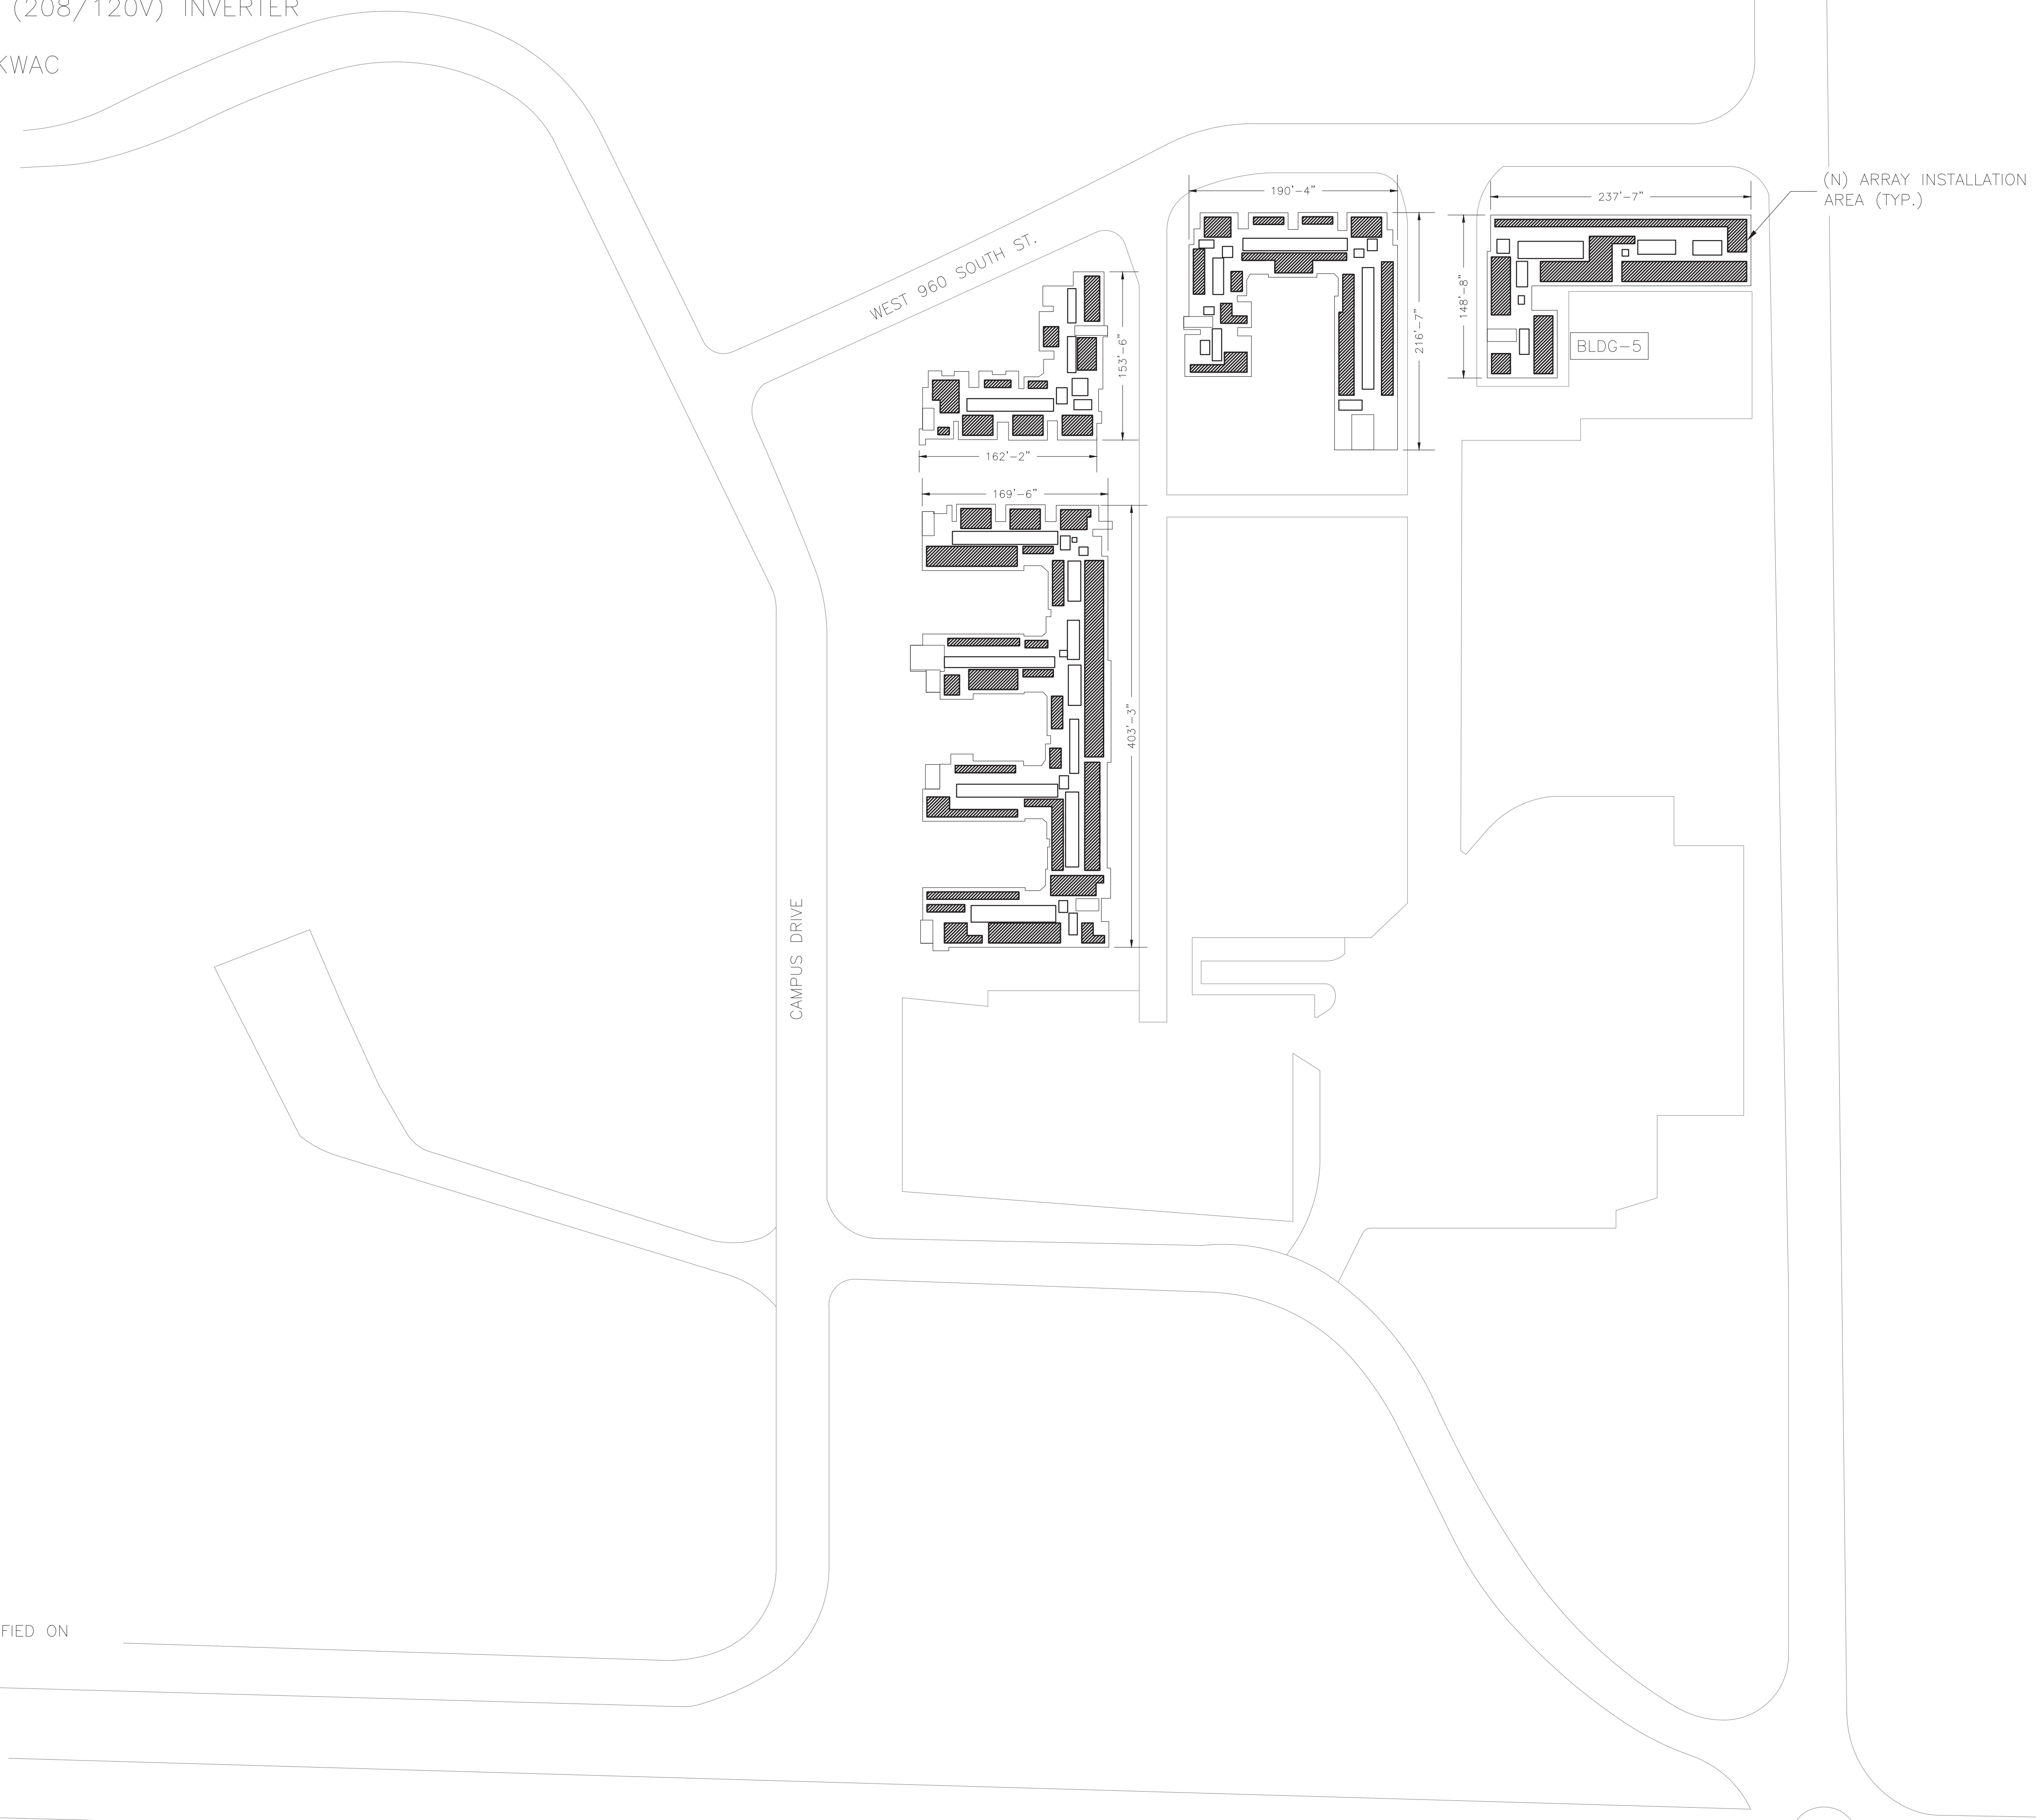 (208/120V) INVERTER
KWAC
(N) ARRAY INSTALLATION
AREA (TYP.)
190'-4"
237'-7"
WEST 960 SOUTH ST.
148'-8"
216'-7"
153'-6"
BLDG-5
162'-2"
169'-6"
403'-3"
CAMPUS DRIVE
FIED ON